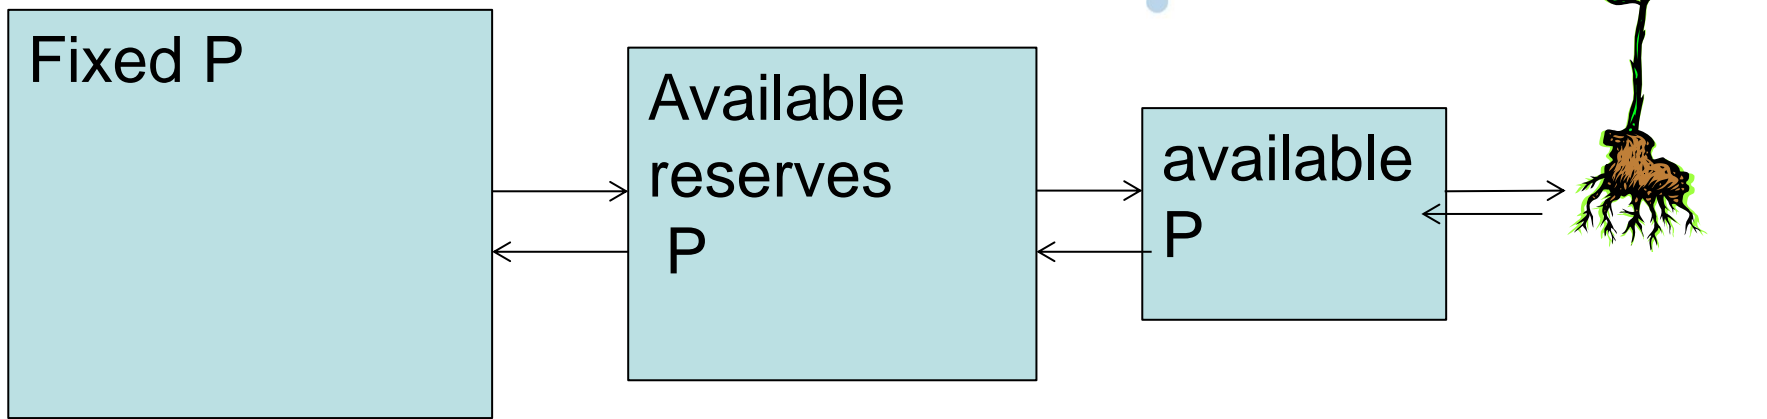 Fixed P
Available
reserves
P
available
P